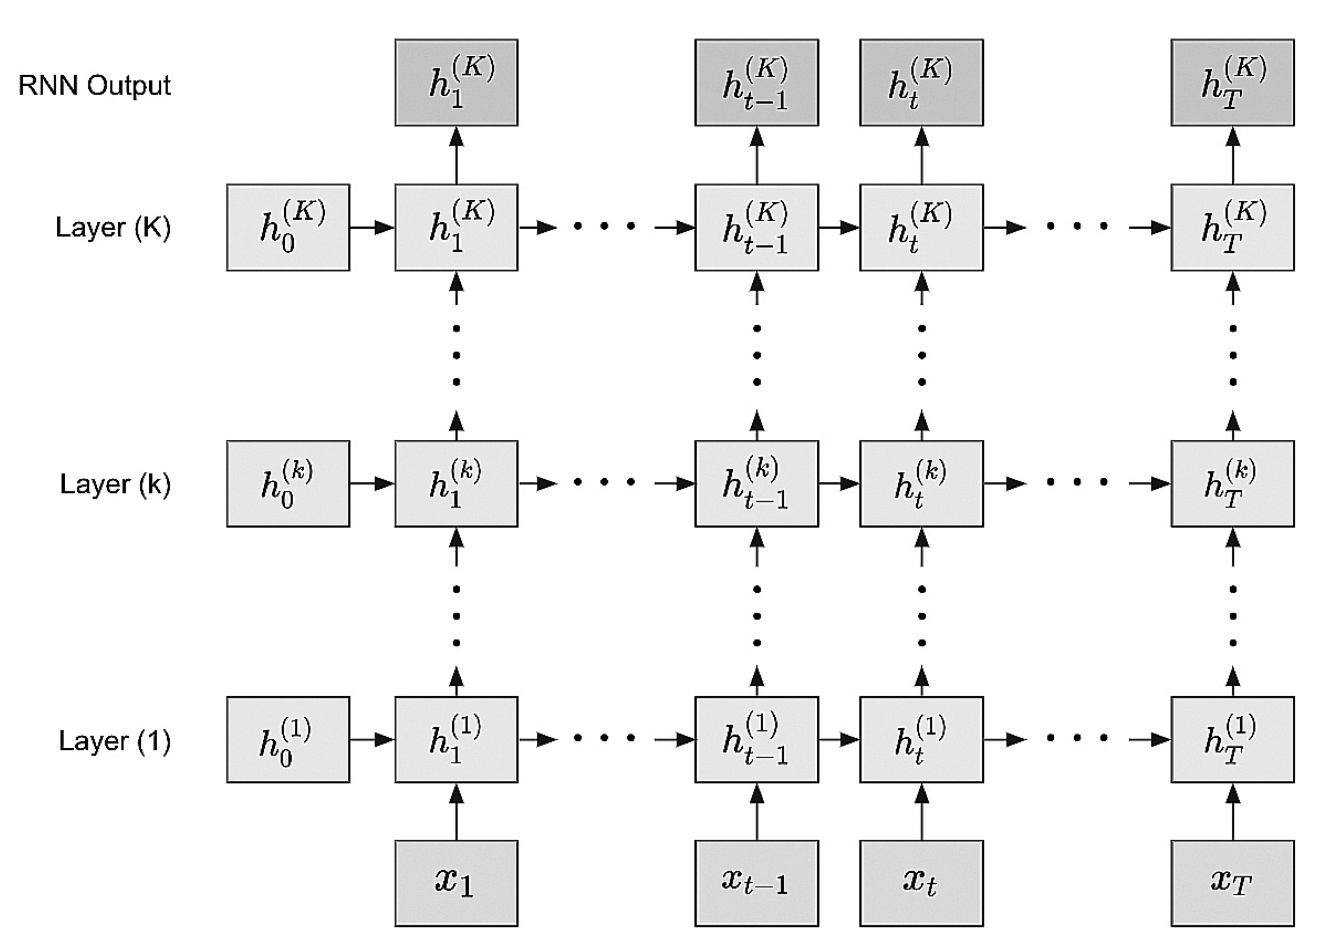 RNN Output h_1^{(K)} h_{t-1}^{(K)} h_t^{(K)} h_T^{(K)}
Layer (K) h_0^{(K)} h_1^{(K)} · · · h_{t-1}^{(K)} h_t^{(K)} · · · h_T^{(K)}
Layer (k) h_0^{(k)} h_1^{(k)} · · · h_{t-1}^{(k)} h_t^{(k)} · · · h_T^{(k)}
Layer (1) h_0^{(1)} h_1^{(1)} · · · h_{t-1}^{(1)} h_t^{(1)} · · · h_T^{(1)}
x_1 x_{t-1} x_t x_T